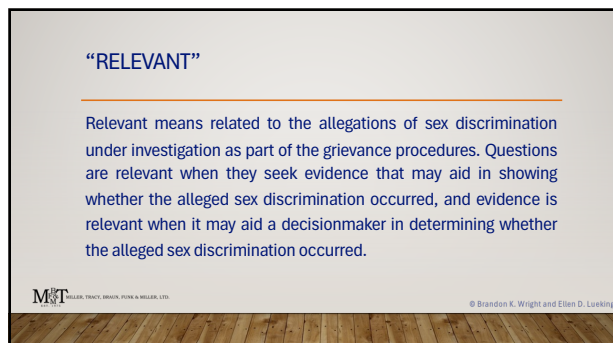 “RELEVANT”
Relevant means related to the allegations of sex discrimination
under investigation as part of the grievance procedures. Questions
are relevant when they seek evidence that may aid in showing
whether the alleged sex discrimination occurred, and evidence is
relevant when it may aid a decisionmaker in determining whether
the alleged sex discrimination occurred.
MILLER, TRACY, BRAUN, FUNK & MILLER, LTD.
© Brandon K. Wright and Ellen D. Lueking